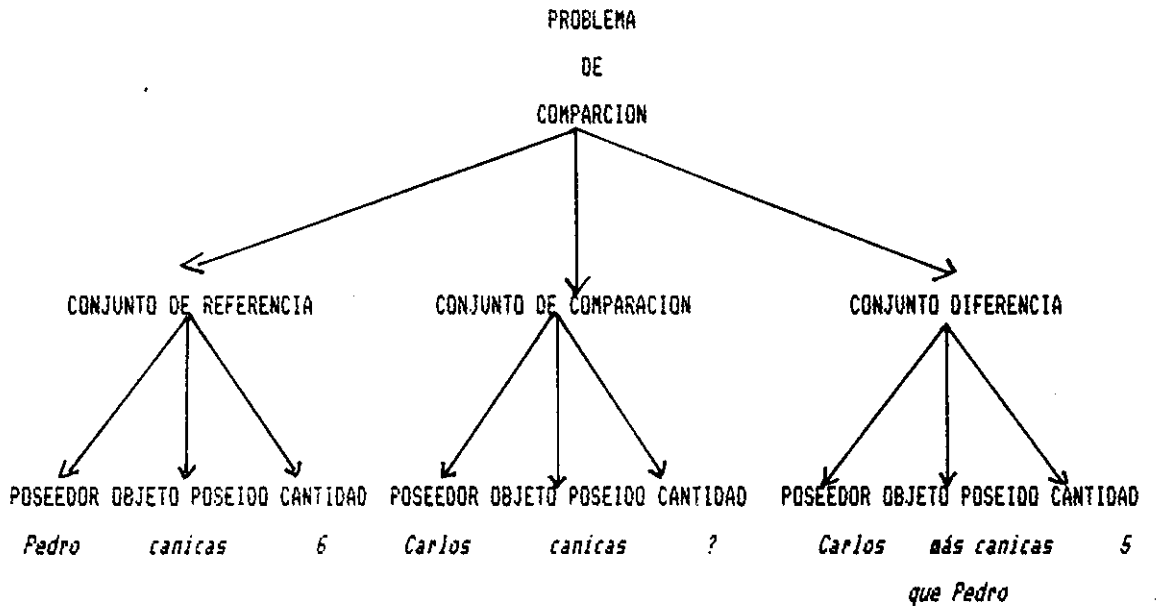 PROBLEMA
DE
COMPARCION
CONJUNTO DE REFERENCIA CONJUNTO DE COMPARACION CONJUNTO DIFERENCIA
POSEEDOR OBJETO POSEIDO CANTIDAD POSEEDOR OBJETO POSEIDO CANTIDAD POSEEDOR OBJETO POSEIDO CANTIDAD
Pedro canicas 6 Carlos canicas ? Carlos más canicas 5
que Pedro